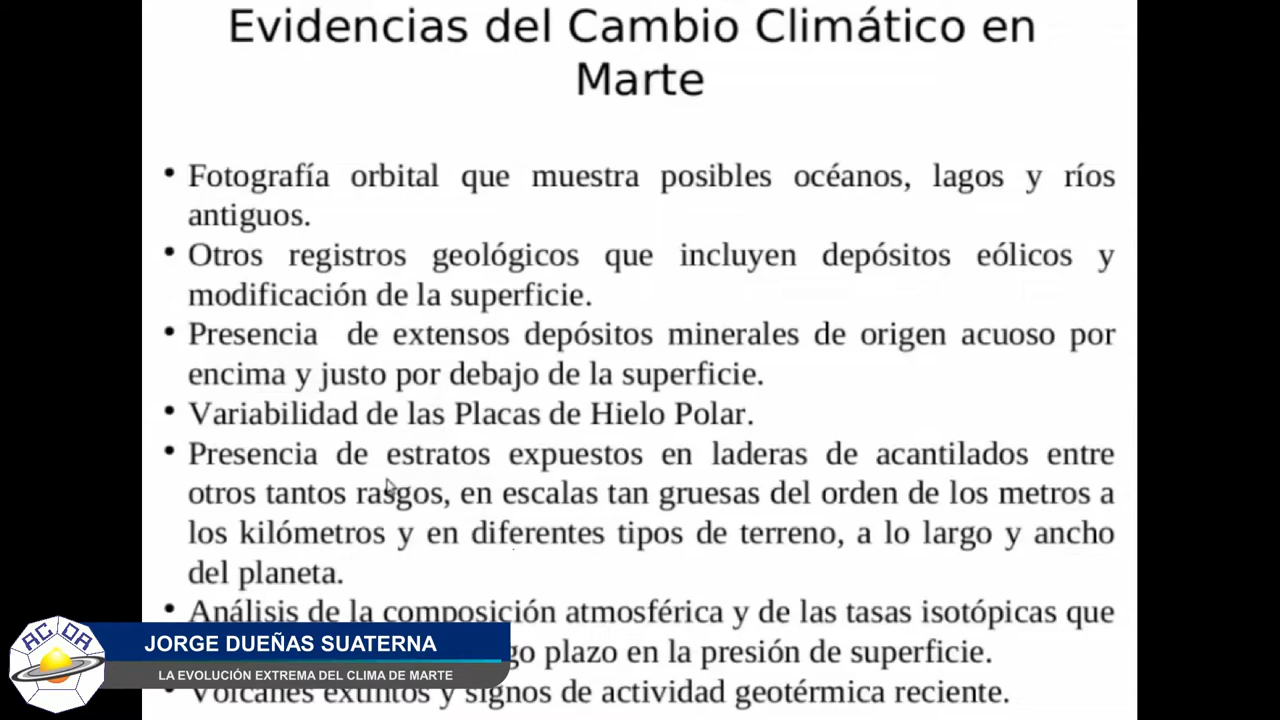 Evidencias del Cambio Climático en
Marte
• Fotografía orbital que muestra posibles océanos, lagos y ríos
antiguos.
• Otros registros geológicos que incluyen depósitos eólicos y
modificación de la superficie.
• Presencia de extensos depósitos minerales de origen acuoso por
encima y justo por debajo de la superficie.
• Variabilidad de las Placas de Hielo Polar.
• Presencia de estratos expuestos en laderas de acantilados entre
otros tantos rasgos, en escalas tan gruesas del orden de los metros a
los kilómetros y en diferentes tipos de terreno, a lo largo y ancho
del planeta.
• Análisis de la composición atmosférica y de las tasas isotópicas que
plazo en la presión de superficie.
• Volcanes extintos y signos de actividad geotérmica reciente.
ACDA
JORGE DUEÑAS SUATERNA
LA EVOLUCIÓN EXTREMA DEL CLIMA DE MARTE